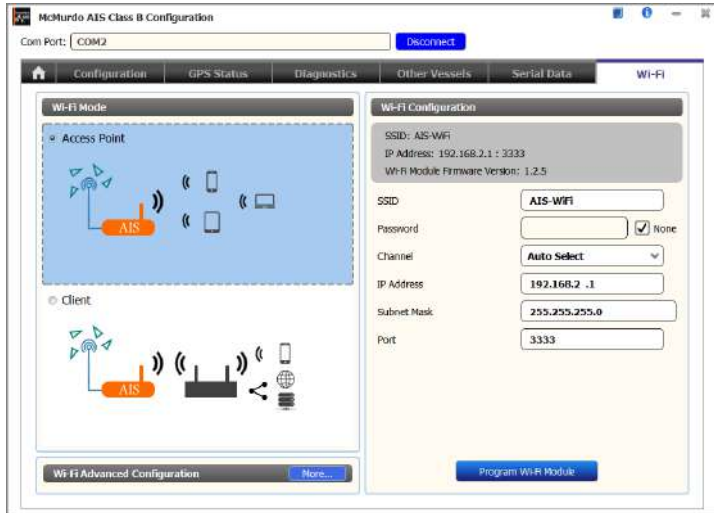 McMurdo AIS Class B Configuration
Com Port: COM2 Disconnect
Configuration GPS Status Diagnostics Other Vessels Serial Data Wi-Fi
Wi-Fi Mode
Access Point
AIS
Client
AIS
Wi-Fi Advanced Configuration More...
Wi-Fi Configuration
SSID: AIS-WiFi
IP Address: 192.168.2.1 : 3333
Wi-Fi Module Firmware Version: 1.2.5
SSID AIS-WiFi
Password None
Channel Auto Select
IP Address 192.168.2 .1
Subnet Mask 255.255.255.0
Port 3333
Program Wi-Fi Module